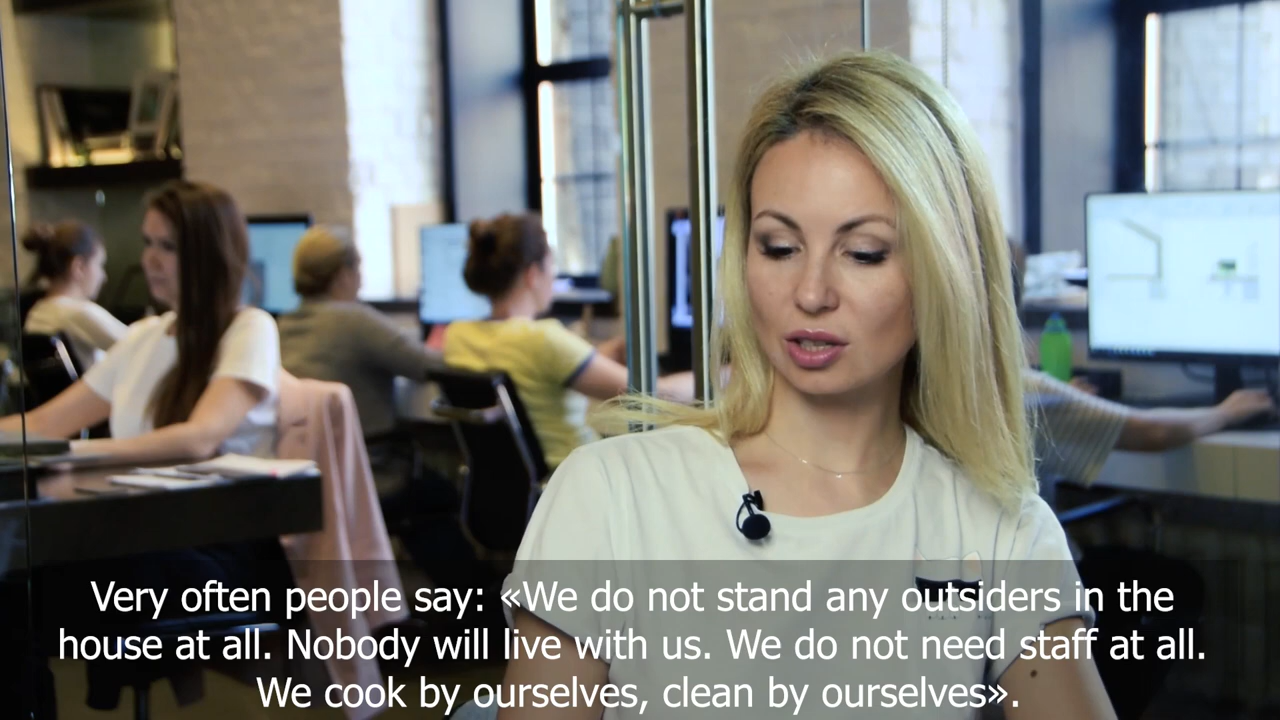 Very often people say: «We do not stand any outsiders in the
house at all. Nobody will live with us. We do not need staff at all.
We cook by ourselves, clean by ourselves».